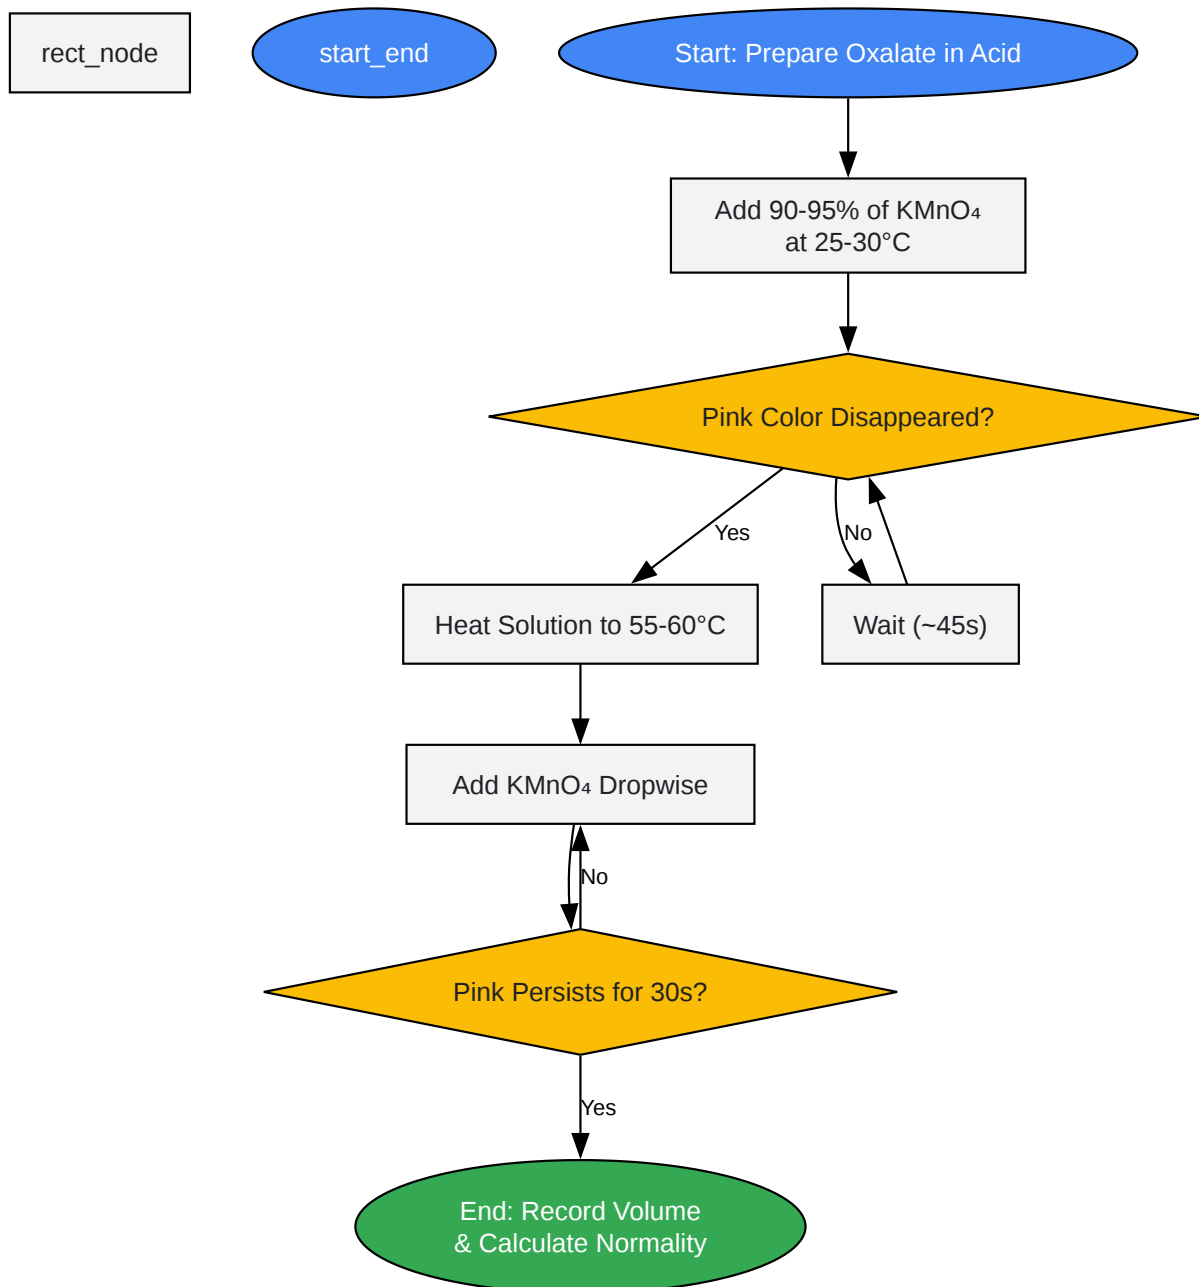 rect_node
start_end
Start: Prepare Oxalate in Acid
Add 90-95% of KMnO₄
at 25-30°C
Pink Color Disappeared?
Yes
No
Heat Solution to 55-60°C
Wait (~45s)
Add KMnO₄ Dropwise
No
Pink Persists for 30s?
Yes
End: Record Volume
& Calculate Normality